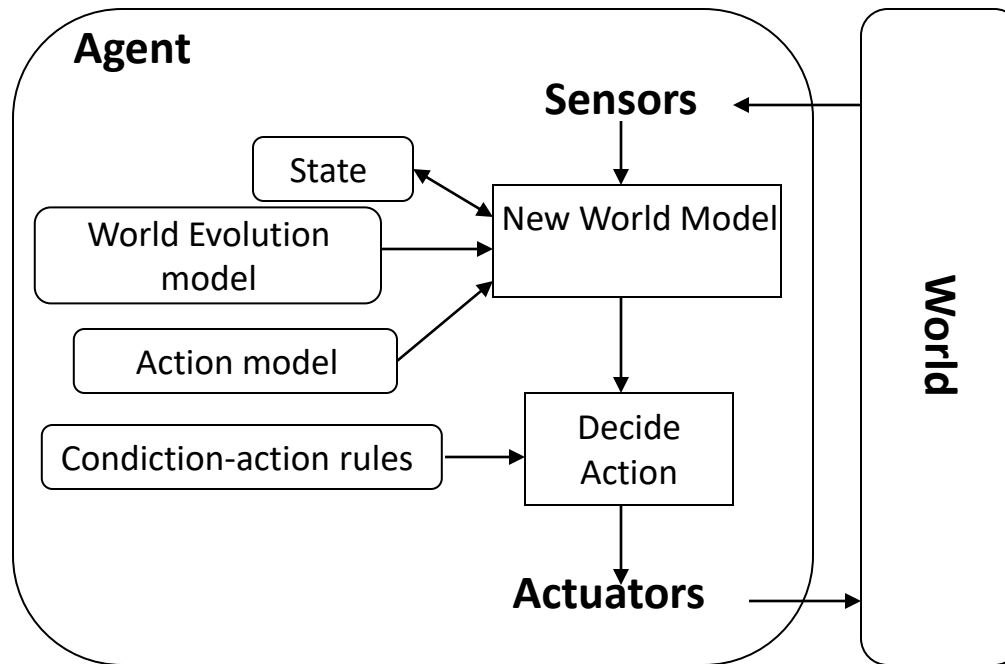 Agent
Sensors
State
New World Model
World Evolution
model
Action model
Decide
Action
Condiction-action rules
Actuators
World